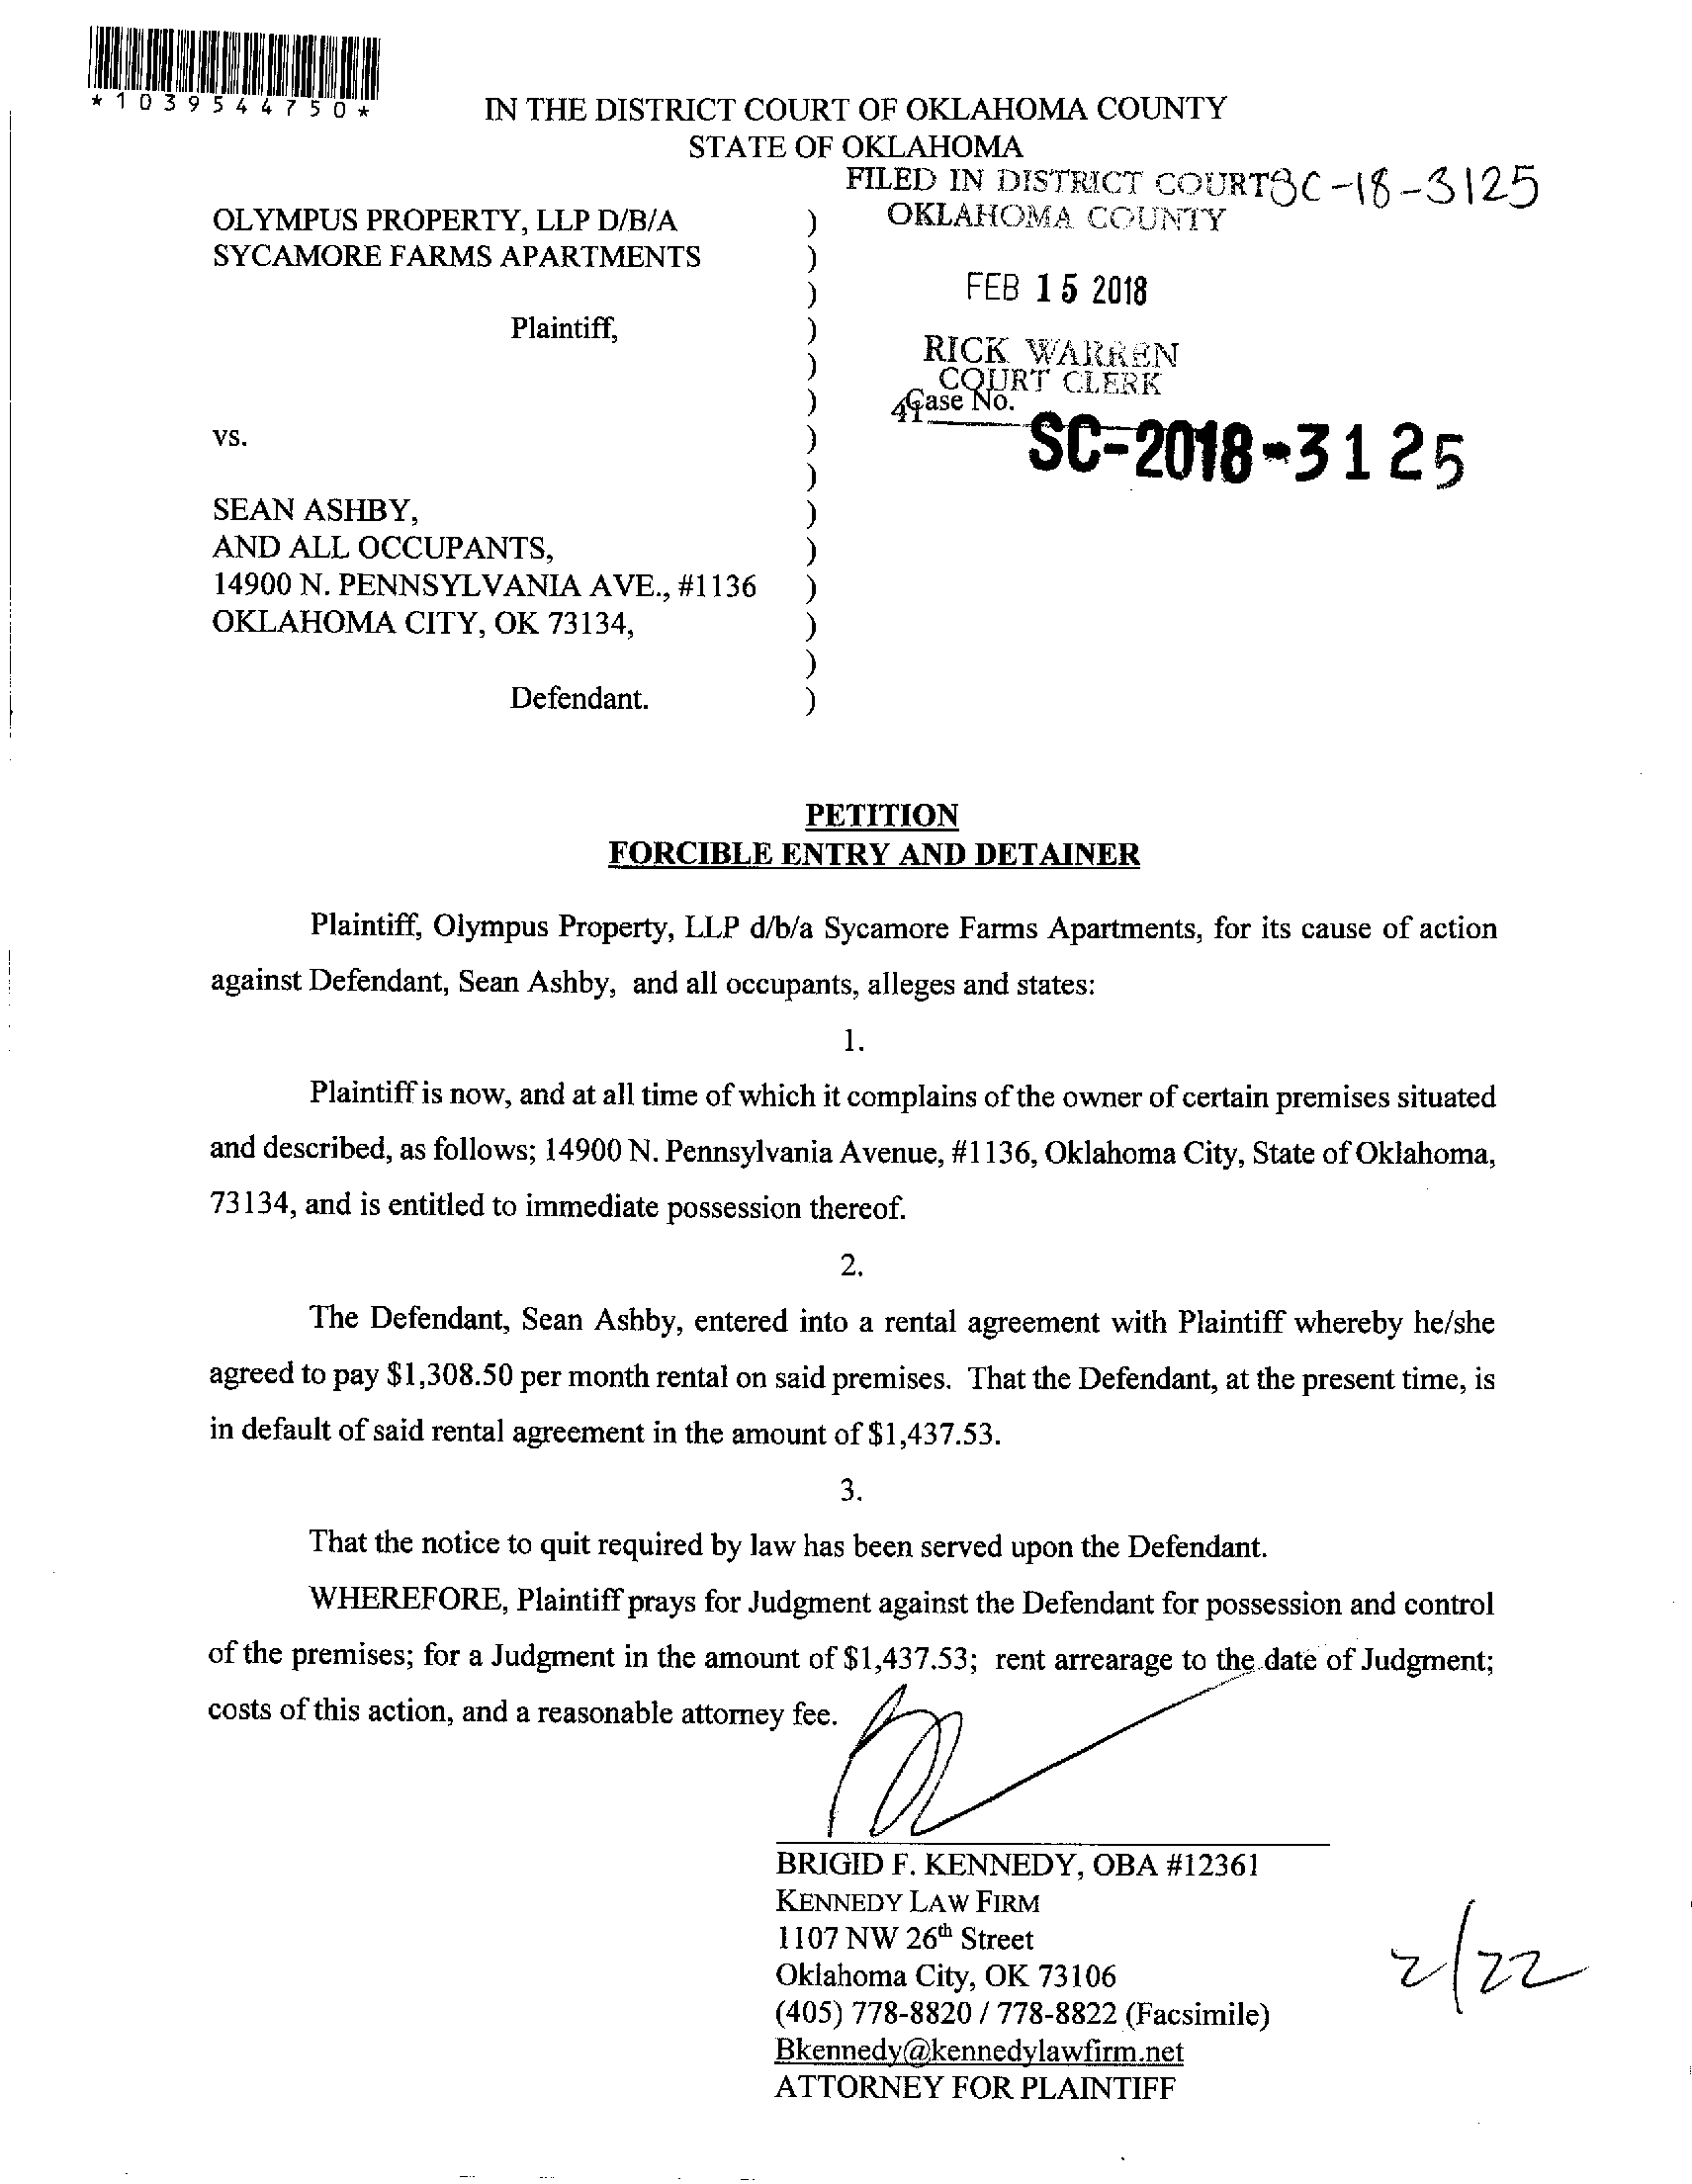 *1039544750*
IN THE DISTRICT COURT OF OKLAHOMA COUNTY
STATE OF OKLAHOMA
FILED IN DISTRICT COURT SC-18-3125
OKLAHOMA COUNTY
OLYMPUS PROPERTY, LLP D/B/A )
SYCAMORE FARMS APARTMENTS )
)
FEB 15 2018
Plaintiff, )
RICK WARREN
)
COURT CLERK
) Case No.
41
SC-2018-3125
vs. )
)
SEAN ASHBY, )
AND ALL OCCUPANTS, )
14900 N. PENNSYLVANIA AVE., #1136 )
OKLAHOMA CITY, OK 73134, )
)
Defendant. )
PETITION
FORCIBLE ENTRY AND DETAINER
Plaintiff, Olympus Property, LLP d/b/a Sycamore Farms Apartments, for its cause of action
against Defendant, Sean Ashby, and all occupants, alleges and states:
1.
Plaintiff is now, and at all time of which it complains of the owner of certain premises situated
and described, as follows; 14900 N. Pennsylvania Avenue, #1136, Oklahoma City, State of Oklahoma,
73134, and is entitled to immediate possession thereof.
2.
The Defendant, Sean Ashby, entered into a rental agreement with Plaintiff whereby he/she
agreed to pay $1,308.50 per month rental on said premises. That the Defendant, at the present time, is
in default of said rental agreement in the amount of $1,437.53.
3.
That the notice to quit required by law has been served upon the Defendant.
WHEREFORE, Plaintiff prays for Judgment against the Defendant for possession and control
of the premises; for a Judgment in the amount of $1,437.53; rent arrearage to the date of Judgment;
costs of this action, and a reasonable attorney fee.
BRIGID F. KENNEDY, OBA #12361
KENNEDY LAW FIRM
1107 NW 26th Street
Oklahoma City, OK 73106
(405) 778-8820 / 778-8822 (Facsimile)
Bkennedy@kennedylawfirm.net
ATTORNEY FOR PLAINTIFF
2/22